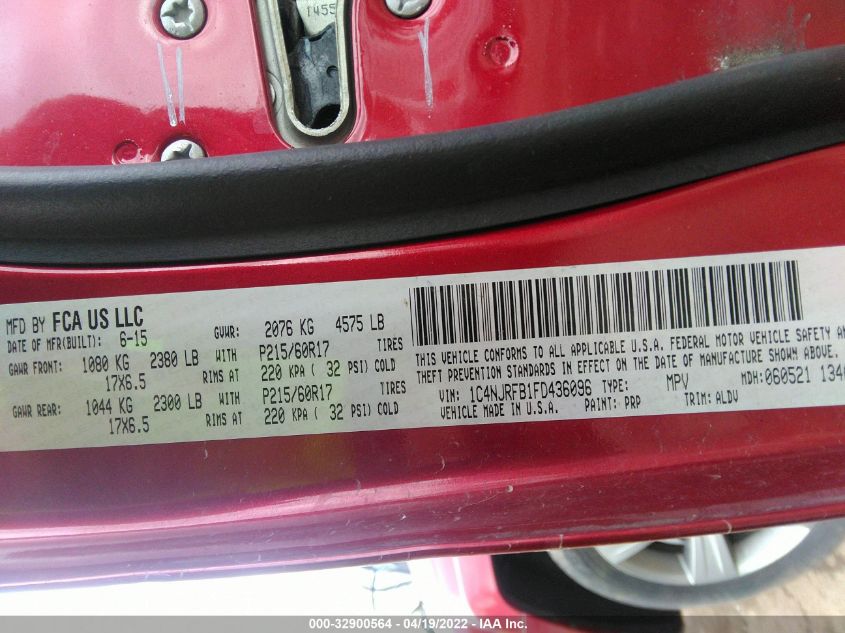 1455
MFD BY FCA US LLC
DATE OF MFR(BUILT): 6-15 GVWR: 2076 KG 4575 LB
GAWR FRONT: 1080 KG 2380 LB WITH P215/60R17 TIRES
17X6.5 RIMS AT 220 KPA ( 32 PSI) COLD
GAWR REAR: 1044 KG 2300 LB WITH P215/60R17 TIRES
17X6.5 RIMS AT 220 KPA ( 32 PSI) COLD
THIS VEHICLE CONFORMS TO ALL APPLICABLE U.S.A. FEDERAL MOTOR VEHICLE SAFETY AN
THEFT PREVENTION STANDARDS IN EFFECT ON THE DATE OF MANUFACTURE SHOWN ABOVE.
VIN: 1C4NJRFB1FD436096 TYPE: MPV MDH:060521 134
VEHICLE MADE IN U.S.A. PAINT: PRP TRIM: ALDV
000-32900564 - 04/19/2022 - IAA Inc.